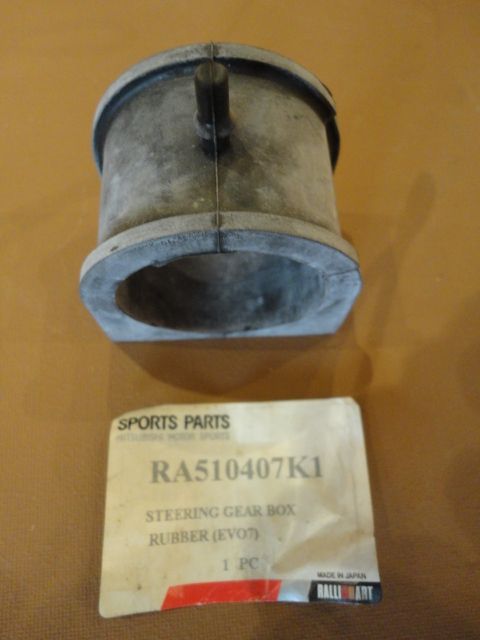 SPORTS PARTS
MITSUBISHI MOTOR SPORTS
RA510407K1
STEERING GEAR BOX
RUBBER (EVO7)
1 PC
MADE IN JAPAN
RALLIART